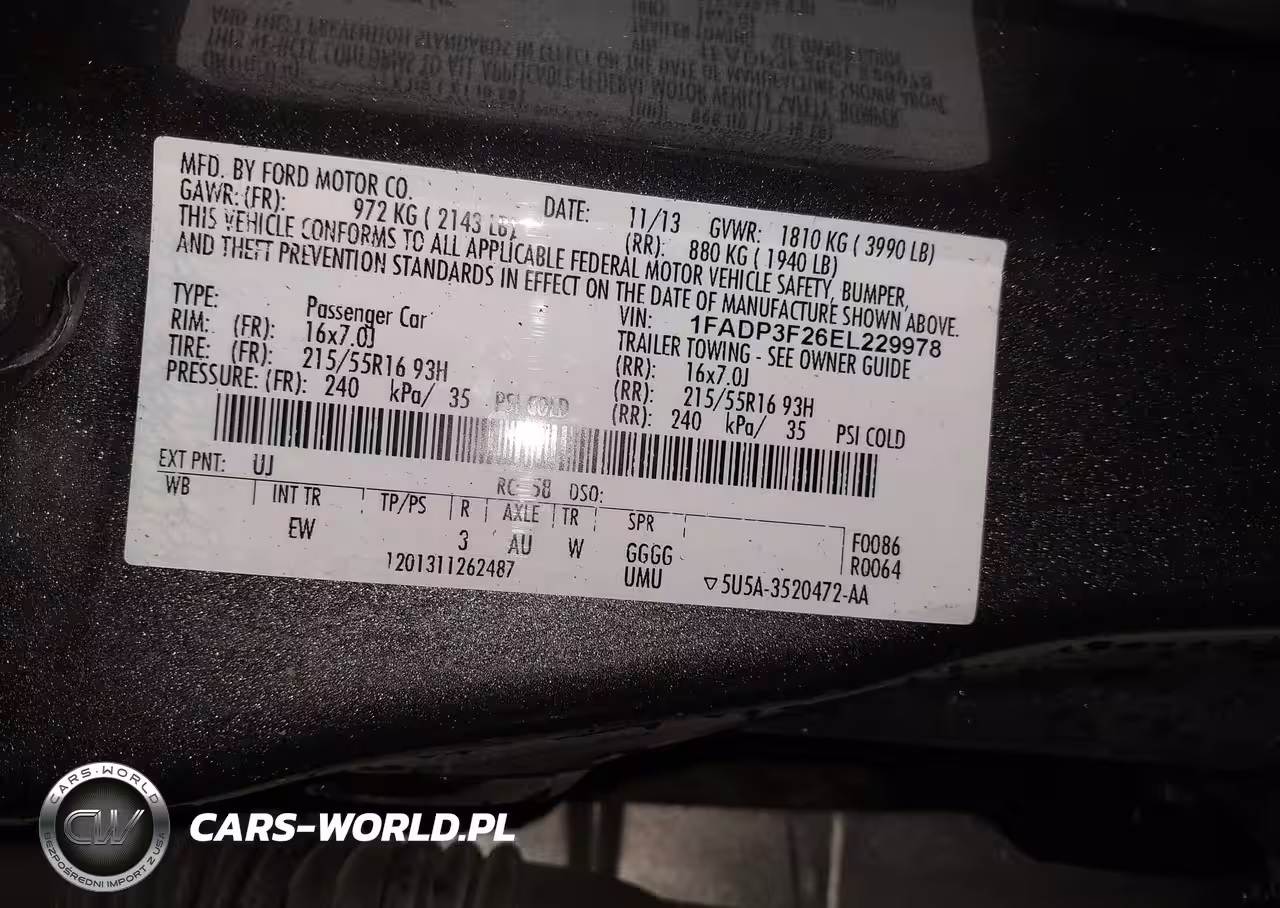 MFD. BY FORD MOTOR CO. DATE: 11/13 GVWR: 1810 KG ( 3990 LB)
GAWR: (FR): 972 KG ( 2143 LB) (RR): 880 KG ( 1940 LB)
THIS VEHICLE CONFORMS TO ALL APPLICABLE FEDERAL MOTOR VEHICLE SAFETY, BUMPER,
AND THEFT PREVENTION STANDARDS IN EFFECT ON THE DATE OF MANUFACTURE SHOWN ABOVE.
VIN: 1FADP3F26EL229978
TYPE: Passenger Car TRAILER TOWING - SEE OWNER GUIDE
RIM: (FR): 16x7.0J (RR): 16x7.0J
TIRE: (FR): 215/55R16 93H (RR): 215/55R16 93H
PRESSURE: (FR): 240 kPa/ 35 PSI COLD (RR): 240 kPa/ 35 PSI COLD
EXT PNT: UJ RC: 58 DSO:
WB INT TR TP/PS R AXLE TR SPR
EW 3 AU W GGGG F0086
UMU R0064
1201311262487 ▽5U5A-3520472-AA
CARS-WORLD
CW
BEZPOŚREDNI IMPORT Z USA
CARS-WORLD.PL